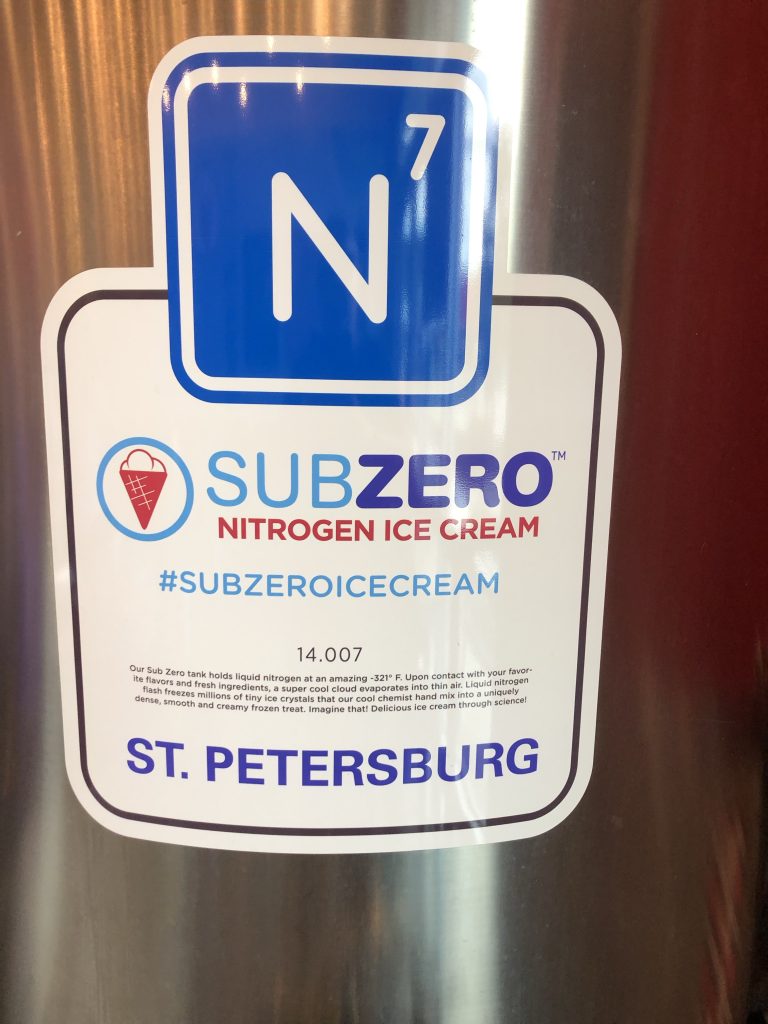 N 7
SUBZERO™
NITROGEN ICE CREAM
#SUBZEROICECREAM
14.007
Our Sub Zero tank holds liquid nitrogen at an amazing -321° F. Upon contact with your favor-
ite flavors and fresh ingredients, a super cool cloud evaporates into thin air. Liquid nitrogen
flash freezes millions of tiny ice crystals that our cool chemist hand mix into a uniquely
dense, smooth and creamy frozen treat. Imagine that! Delicious ice cream through science!
ST. PETERSBURG